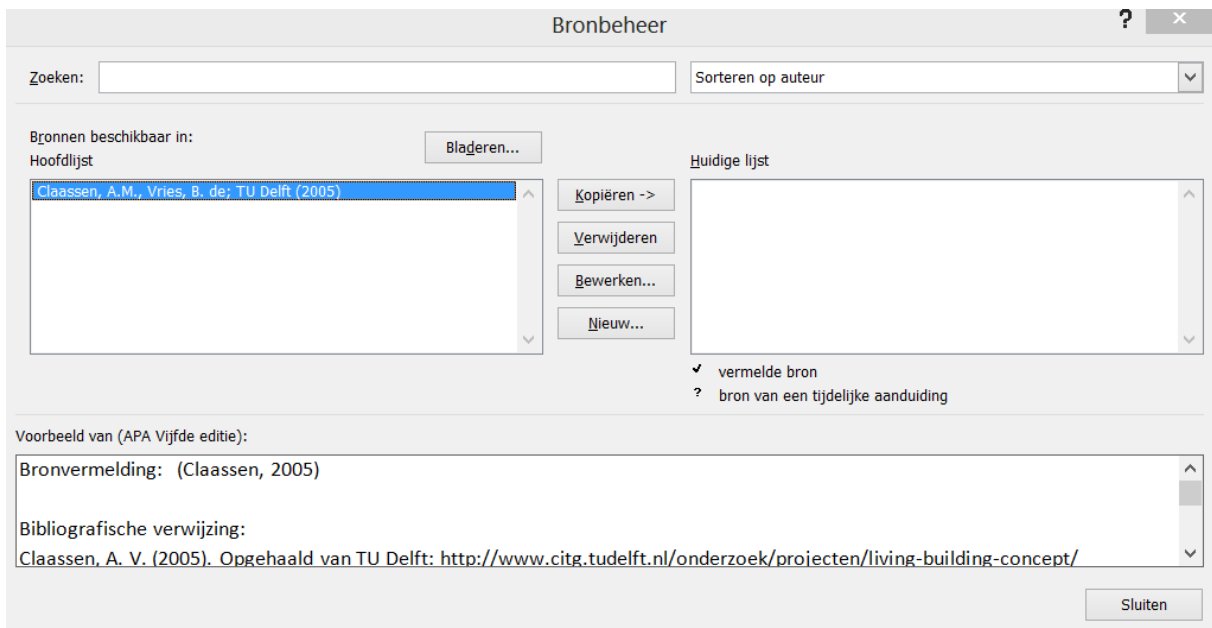 Bronbeheer
?
×
Zoeken:
Sorteren op auteur
Bronnen beschikbaar in:
Hoofdlijst
Bladeren...
Huidige lijst
Claassen, A.M., Vries, B. de; TU Delft (2005)
Kopiëren ->
Verwijderen
Bewerken...
Nieuw...
✔ vermelde bron
? bron van een tijdelijke aanduiding
Voorbeeld van (APA Vijfde editie):
Bronvermelding: (Claassen, 2005)
Bibliografische verwijzing:
Claassen, A. V. (2005). Opgehaald van TU Delft: http://www.citg.tudelft.nl/onderzoek/projecten/living-building-concept/
Sluiten